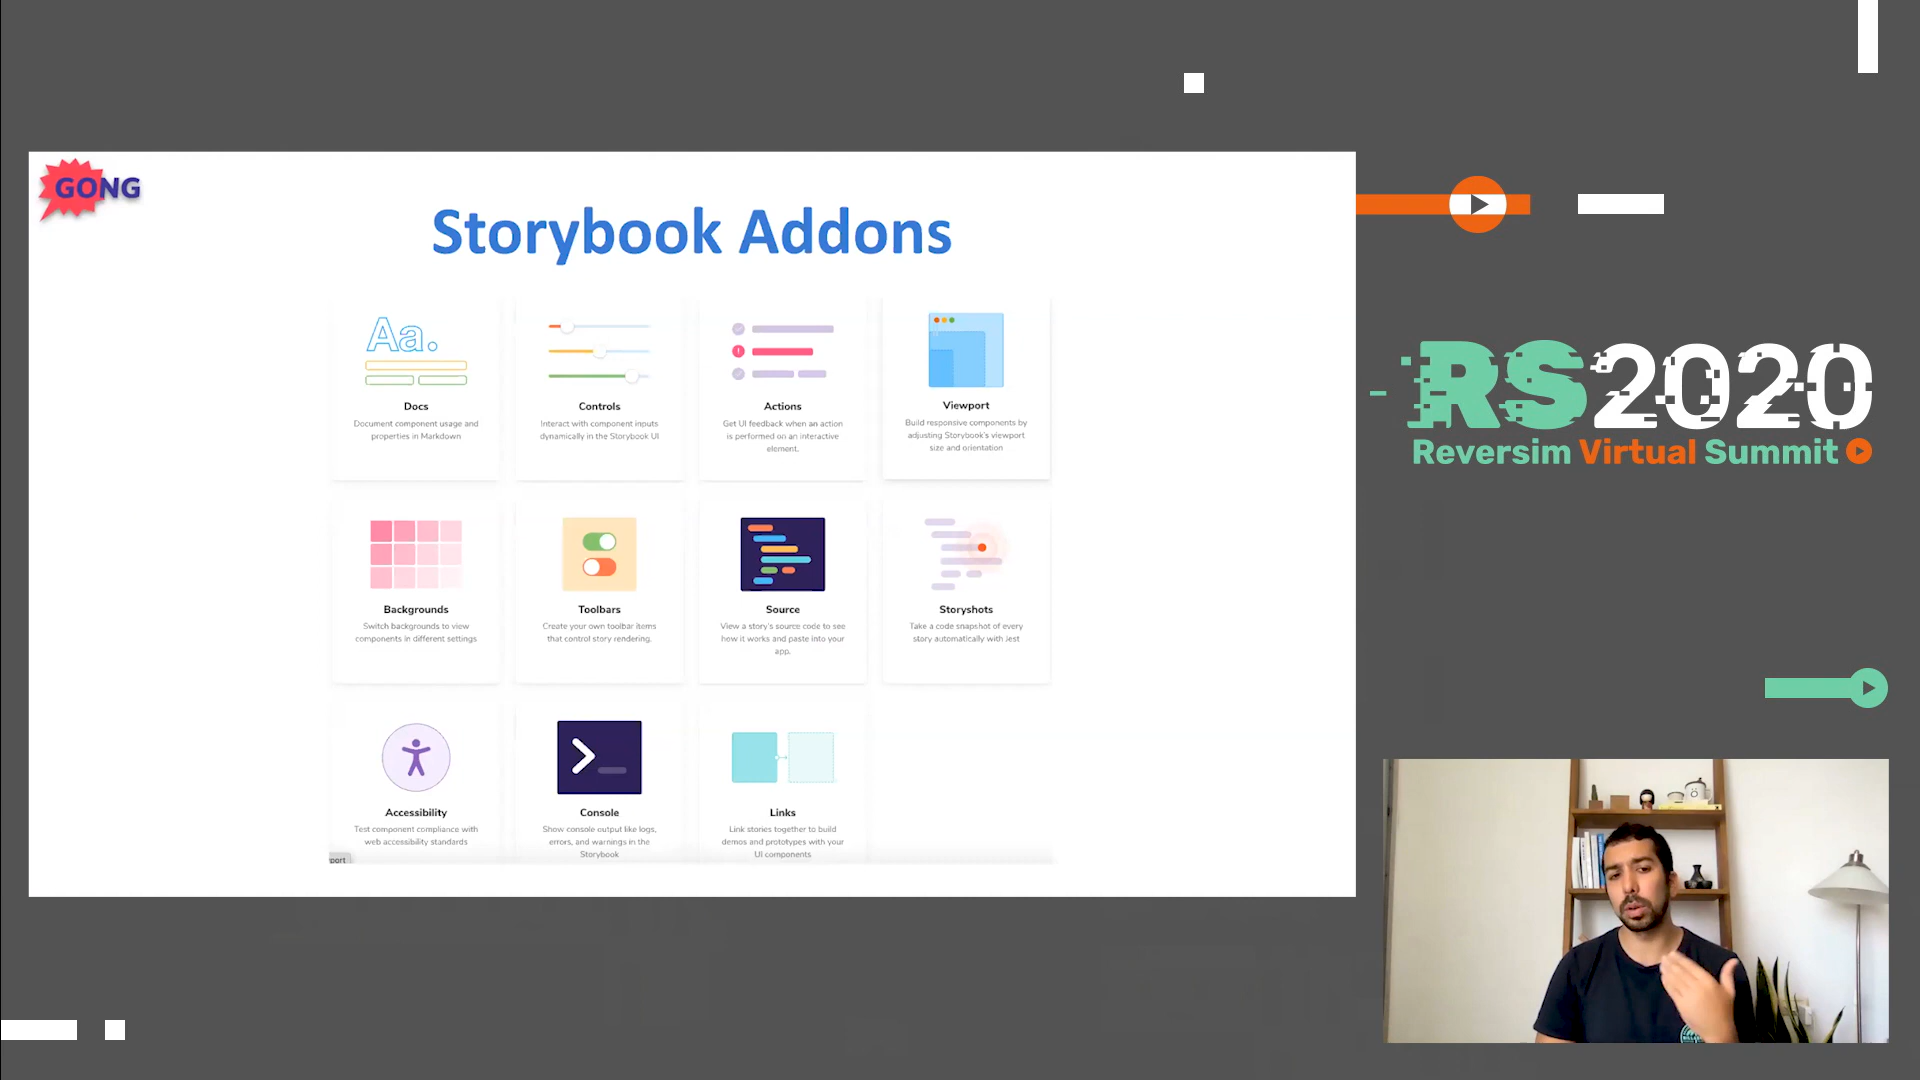 GONG
Storybook Addons
Aa.
Docs
Document component usage and
properties in Markdown
Controls
Interact with component inputs
dynamically in the Storybook UI
Actions
Get UI feedback when an action
is performed on an interactive
element.
Viewport
Build responsive components by
adjusting Storybook's viewport
size and orientation
Backgrounds
Switch backgrounds to view
components in different settings
Toolbars
Create your own toolbar items
that control story rendering.
Source
View a story's source code to see
how it works and paste into your
app.
Storyshots
Take a code snapshot of every
story automatically with Jest
Accessibility
Test component compliance with
web accessibility standards
Console
Show console output like logs,
errors, and warnings in the
Storybook
Links
Link stories together to build
demos and prototypes with your
UI components
port
RS2020
Reversim Virtual Summit